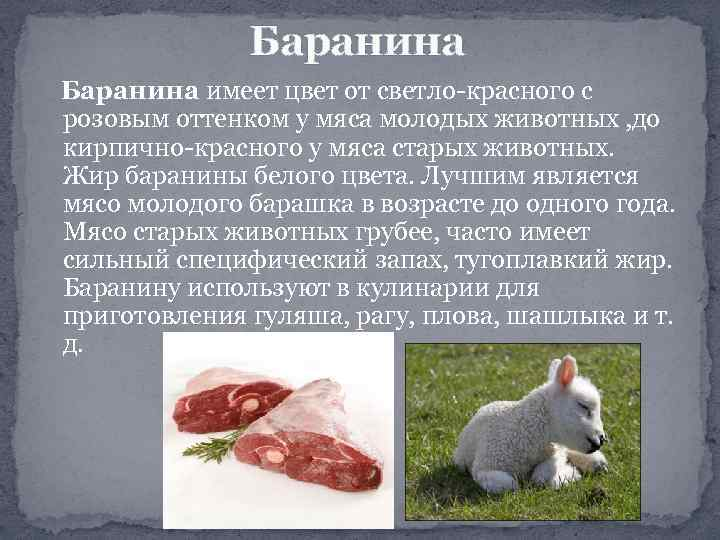 Баранина
Баранина имеет цвет от светло-красного с
розовым оттенком у мяса молодых животных ,до
кирпично-красного у мяса старых животных.
Жир баранины белого цвета. Лучшим является
мясо молодого барашка в возрасте до одного года.
Мясо старых животных грубее, часто имеет
сильный специфический запах, тугоплавкий жир.
Баранину используют в кулинарии для
приготовления гуляша, рагу, плова, шашлыка и т.
д.